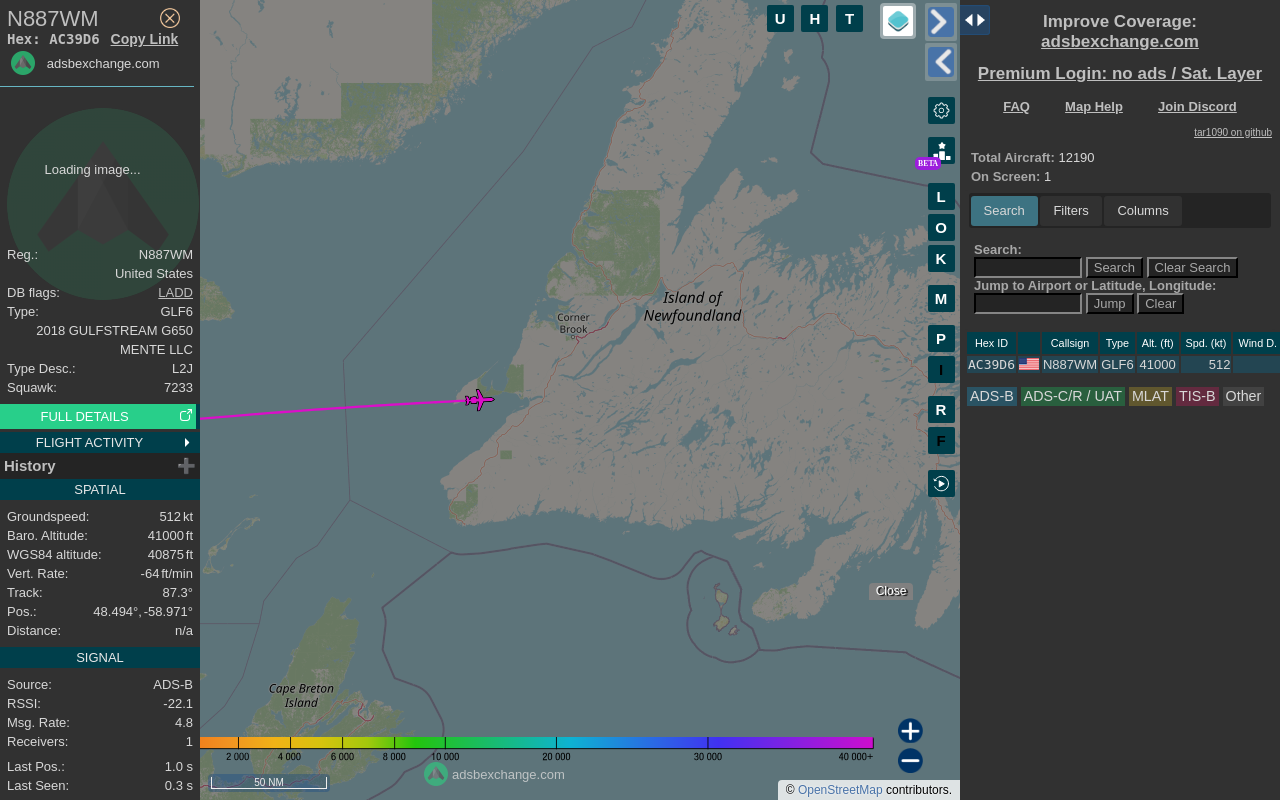 N887WM
Hex: AC39D6 Copy Link
adsbexchange.com
Loading image...
Reg.: N887WM
United States
DB flags: LADD
Type: GLF6
2018 GULFSTREAM G650
MENTE LLC
Type Desc.: L2J
Squawk: 7233
FULL DETAILS
FLIGHT ACTIVITY
History
SPATIAL
Groundspeed: 512 kt
Baro. Altitude: 41000 ft
WGS84 altitude: 40875 ft
Vert. Rate: -64 ft/min
Track: 87.3°
Pos.: 48.494°, -58.971°
Distance: n/a
SIGNAL
Source: ADS-B
RSSI: -22.1
Msg. Rate: 4.8
Receivers: 1
Last Pos.: 1.0 s
Last Seen: 0.3 s
U H T
BETA
L
O
K
M
P
I
R
F
Island of
Newfoundland
Corner
Brook
Cape Breton
Island
Close
2 000 4 000 6 000 8 000 10 000 20 000 30 000 40 000+
50 NM
adsbexchange.com
© OpenStreetMap contributors.
Improve Coverage:
adsbexchange.com
Premium Login: no ads / Sat. Layer
FAQ Map Help Join Discord
tar1090 on github
Total Aircraft: 12190
On Screen: 1
Search Filters Columns
Search:
Search Clear Search
Jump to Airport or Latitude, Longitude:
Jump Clear
Hex ID Callsign Type Alt. (ft) Spd. (kt) Wind D.
AC39D6 N887WM GLF6 41000 512
ADS-B ADS-C/R / UAT MLAT TIS-B Other